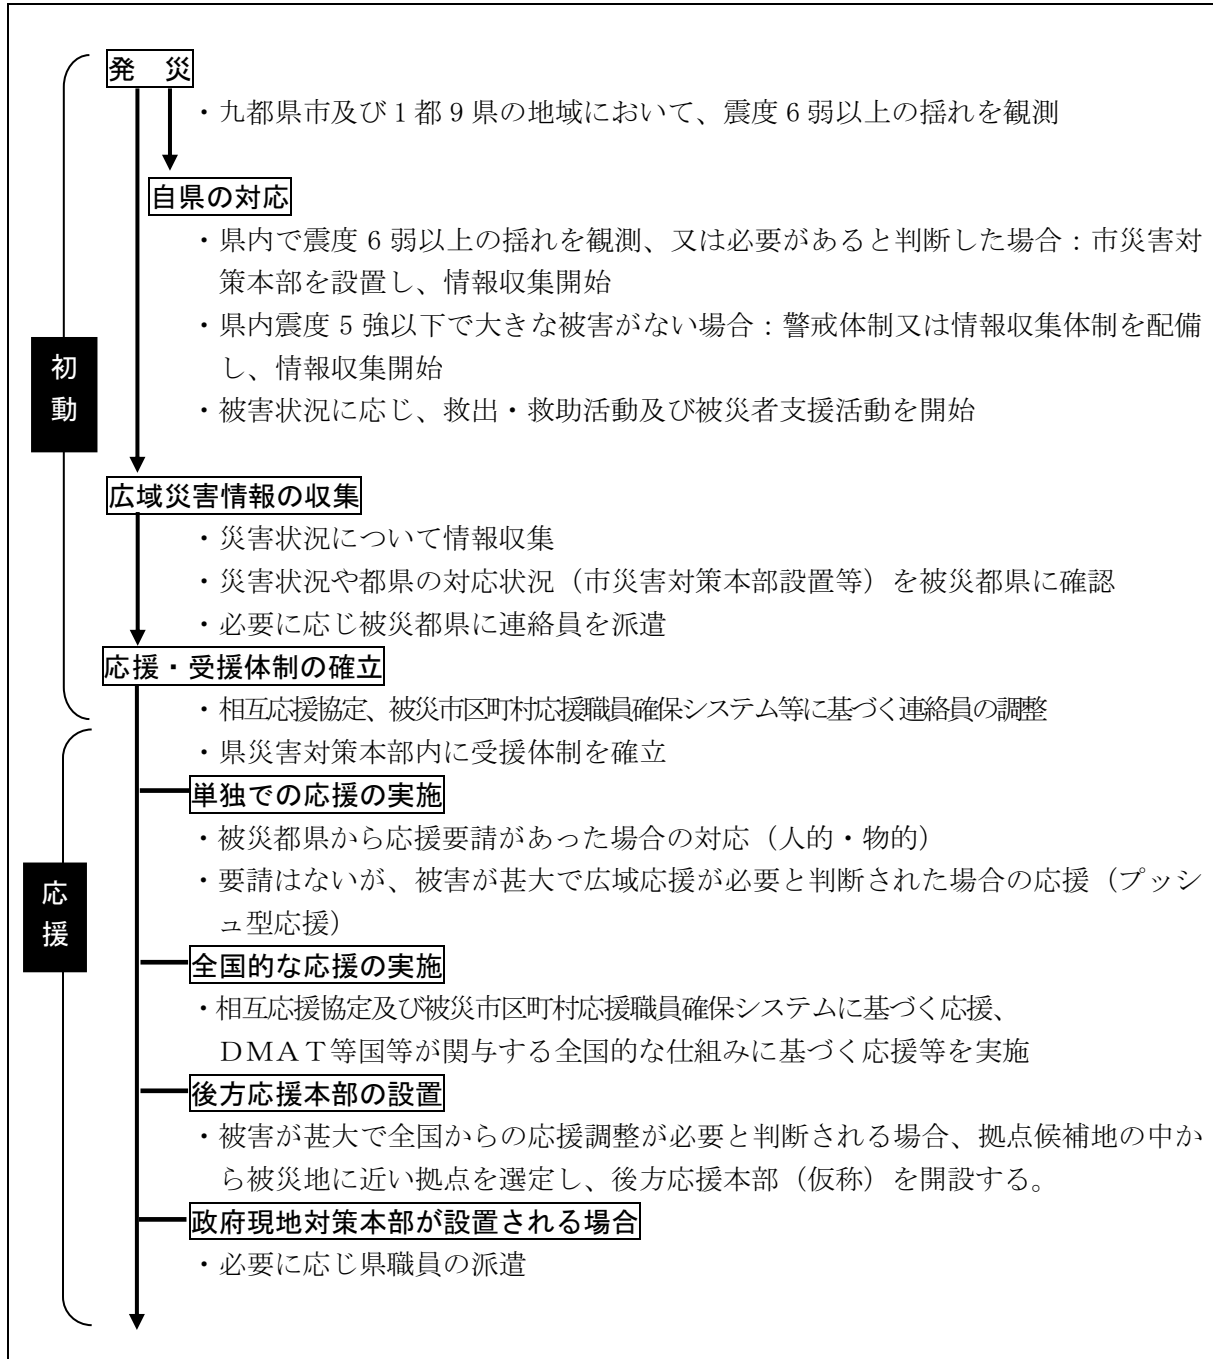 発　災
・九都県市及び１都９県の地域において、震度６弱以上の揺れを観測
自県の対応
・県内で震度６弱以上の揺れを観測、又は必要があると判断した場合：市災害対
策本部を設置し、情報収集開始
・県内震度５強以下で大きな被害がない場合：警戒体制又は情報収集体制を配備
し、情報収集開始
・被害状況に応じ、救出・救助活動及び被災者支援活動を開始
初動
広域災害情報の収集
・災害状況について情報収集
・災害状況や都県の対応状況（市災害対策本部設置等）を被災都県に確認
・必要に応じ被災都県に連絡員を派遣
応援・受援体制の確立
・相互応援協定、被災市区町村応援職員確保システム等に基づく連絡員の調整
・県災害対策本部内に受援体制を確立
単独での応援の実施
・被災都県から応援要請があった場合の対応（人的・物的）
・要請はないが、被害が甚大で広域応援が必要と判断された場合の応援（プッシ
ュ型応援）
応援
全国的な応援の実施
・相互応援協定及び被災市区町村応援職員確保システムに基づく応援、
ＤＭＡＴ等国等が関与する全国的な仕組みに基づく応援等を実施
後方応援本部の設置
・被害が甚大で全国からの応援調整が必要と判断される場合、拠点候補地の中か
ら被災地に近い拠点を選定し、後方応援本部（仮称）を開設する。
政府現地対策本部が設置される場合
・必要に応じ県職員の派遣